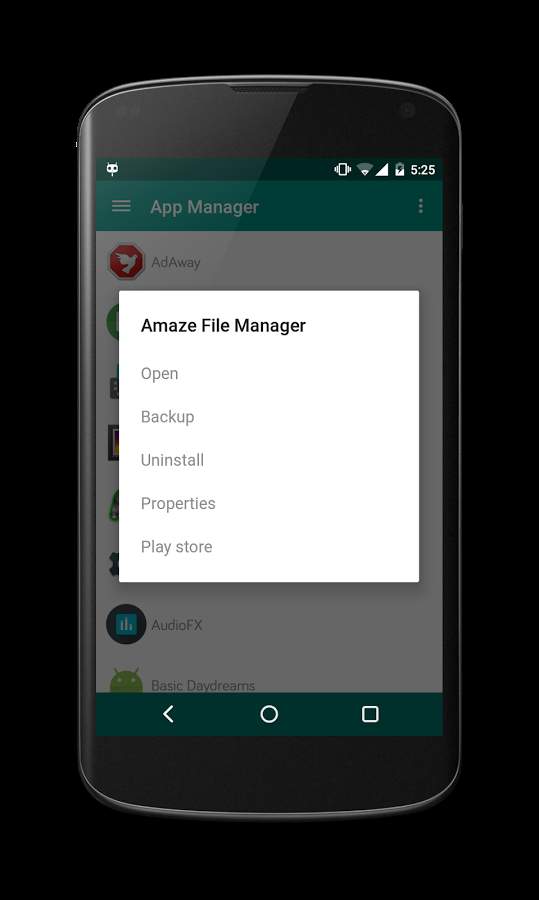 5:25
App Manager
AdAway
Amaze File Manager
Open
Backup
Uninstall
Properties
Play store
AudioFX
Basic Daydreams